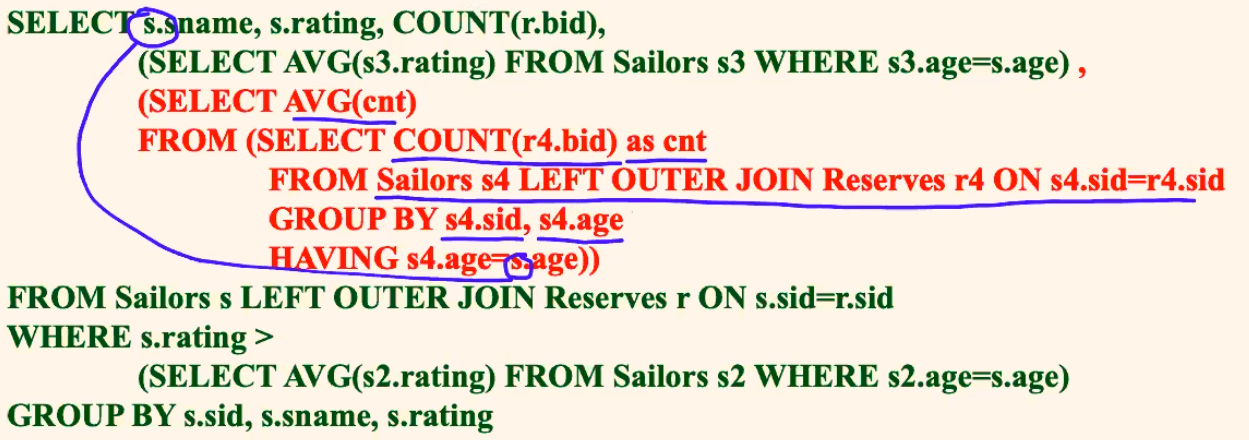 SELECT s.sname, s.rating, COUNT(r.bid),
(SELECT AVG(s3.rating) FROM Sailors s3 WHERE s3.age=s.age) ,
(SELECT AVG(cnt)
FROM (SELECT COUNT(r4.bid) as cnt
FROM Sailors s4 LEFT OUTER JOIN Reserves r4 ON s4.sid=r4.sid
GROUP BY s4.sid, s4.age
HAVING s4.age=s.age))
FROM Sailors s LEFT OUTER JOIN Reserves r ON s.sid=r.sid
WHERE s.rating >
(SELECT AVG(s2.rating) FROM Sailors s2 WHERE s2.age=s.age)
GROUP BY s.sid, s.sname, s.rating